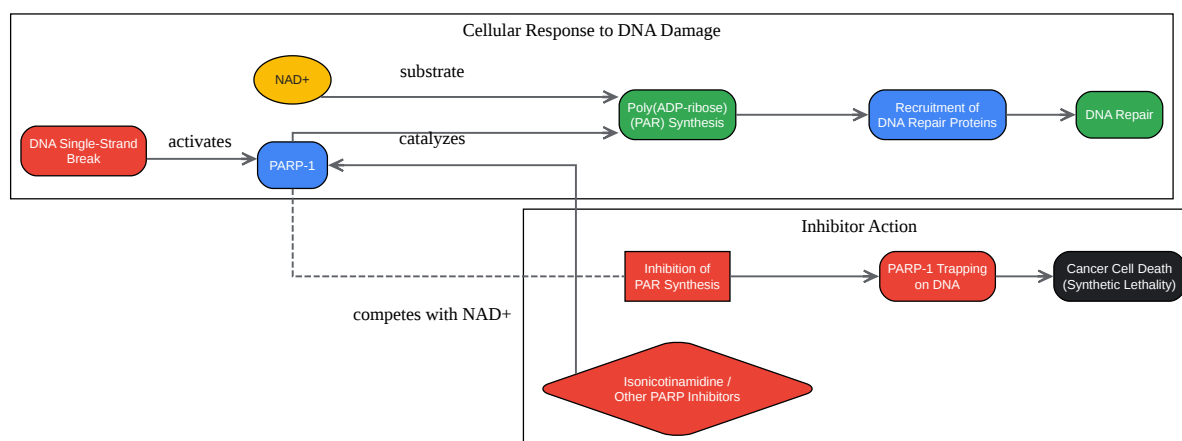 Cellular Response to DNA Damage
NAD+
substrate
Poly(ADP-ribose)
(PAR) Synthesis
Recruitment of
DNA Repair Proteins
DNA Repair
DNA Single-Strand
Break
activates
PARP-1
catalyzes
Inhibitor Action
Inhibition of
PAR Synthesis
PARP-1 Trapping
on DNA
Cancer Cell Death
(Synthetic Lethality)
competes with NAD+
Isonicotinamidine /
Other PARP Inhibitors